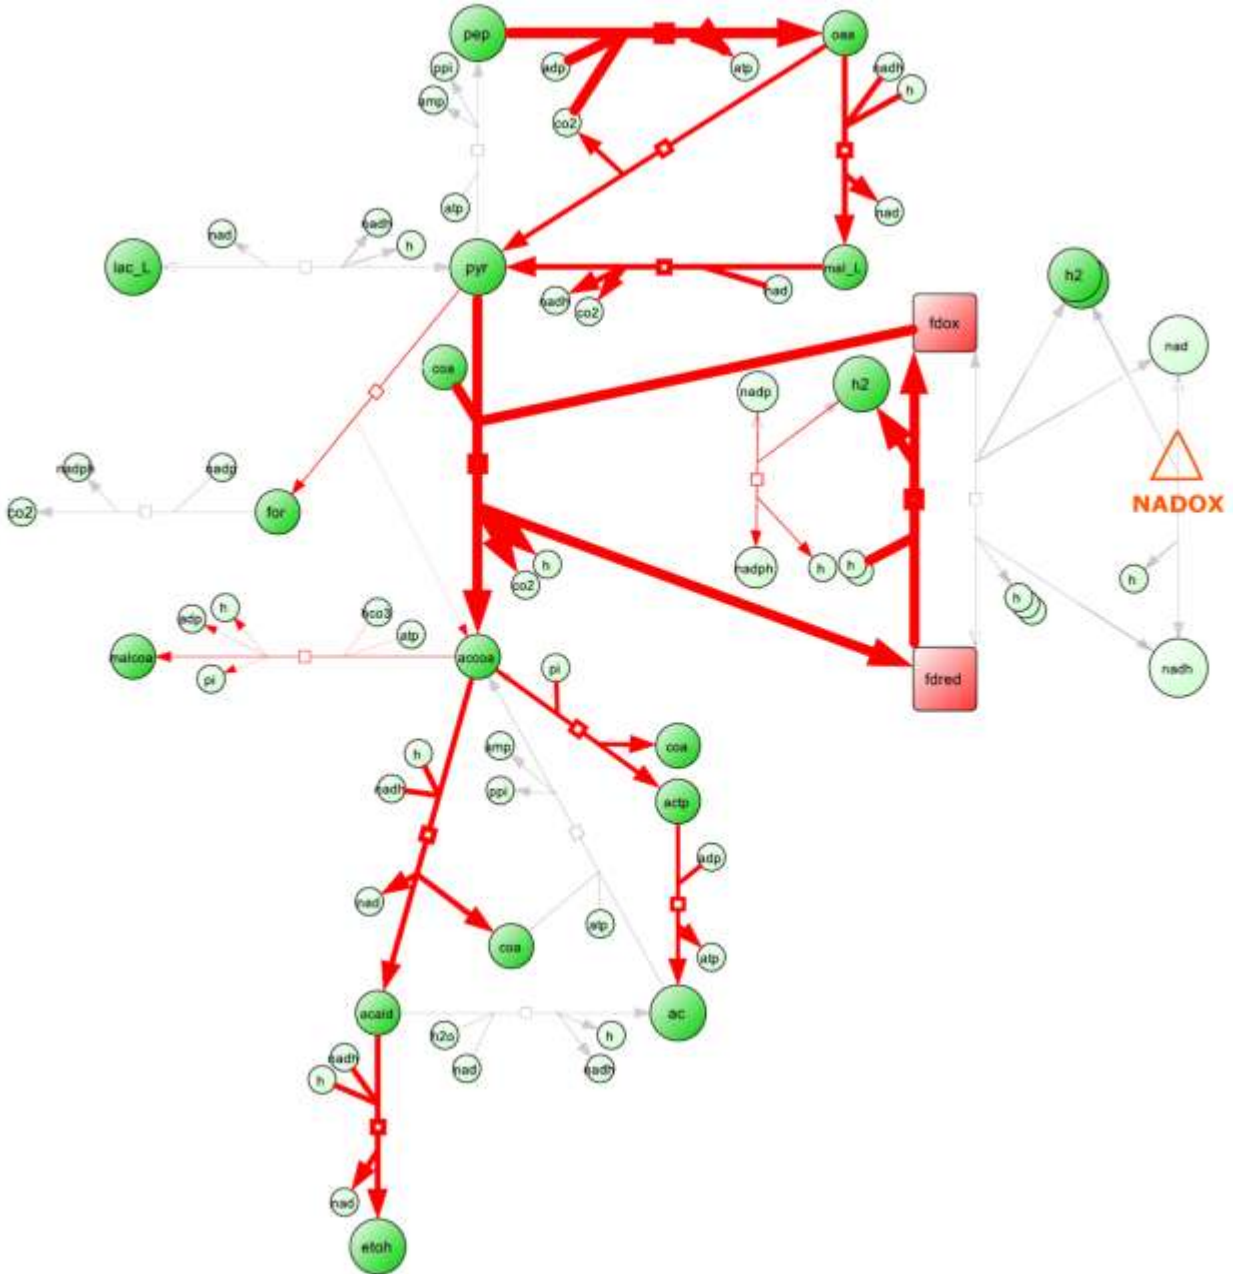 pep
oaa
ppi
adp
atp
nadh
h
amp
co2
atp
nad
nad
nadh
h
lac_L
pyr
mal_L
nadh
co2
nad
h2
fdox
nad
coa
nadp
h2
nadph
nadp
co2
for
NADOX
nadph
h
h
h
h
co2
h
adp
h
hco3
atp
malcoa
pi
accoa
pi
fdred
nadh
h
amp
coa
nadh
ppi
actp
adp
nad
coa
atp
atp
acald
ac
h2o
h
nad
nadh
nadh
h
nad
etoh